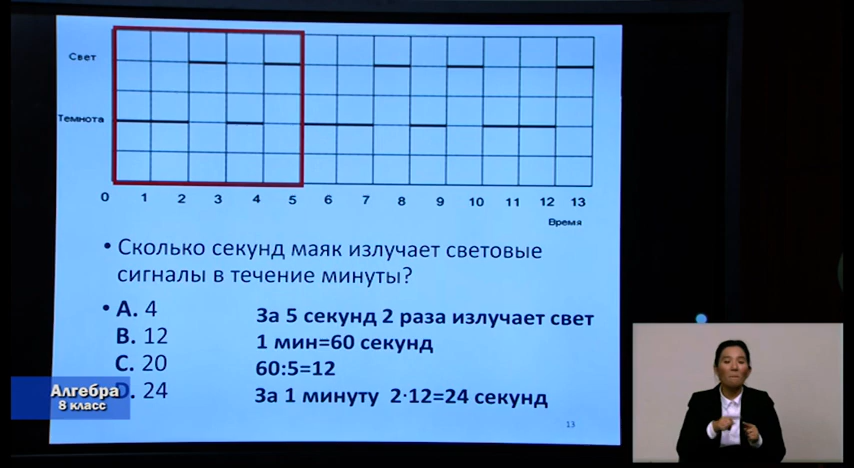 Свет
Темнота
0 1 2 3 4 5 6 7 8 9 10 11 12 13
Время
• Сколько секунд маяк излучает световые
сигналы в течение минуты?
• A. 4
B. 12
C. 20
D. 24
За 5 секунд 2 раза излучает свет
1 мин=60 секунд
60:5=12
За 1 минуту 2·12=24 секунд
13
Алгебра
8 класс